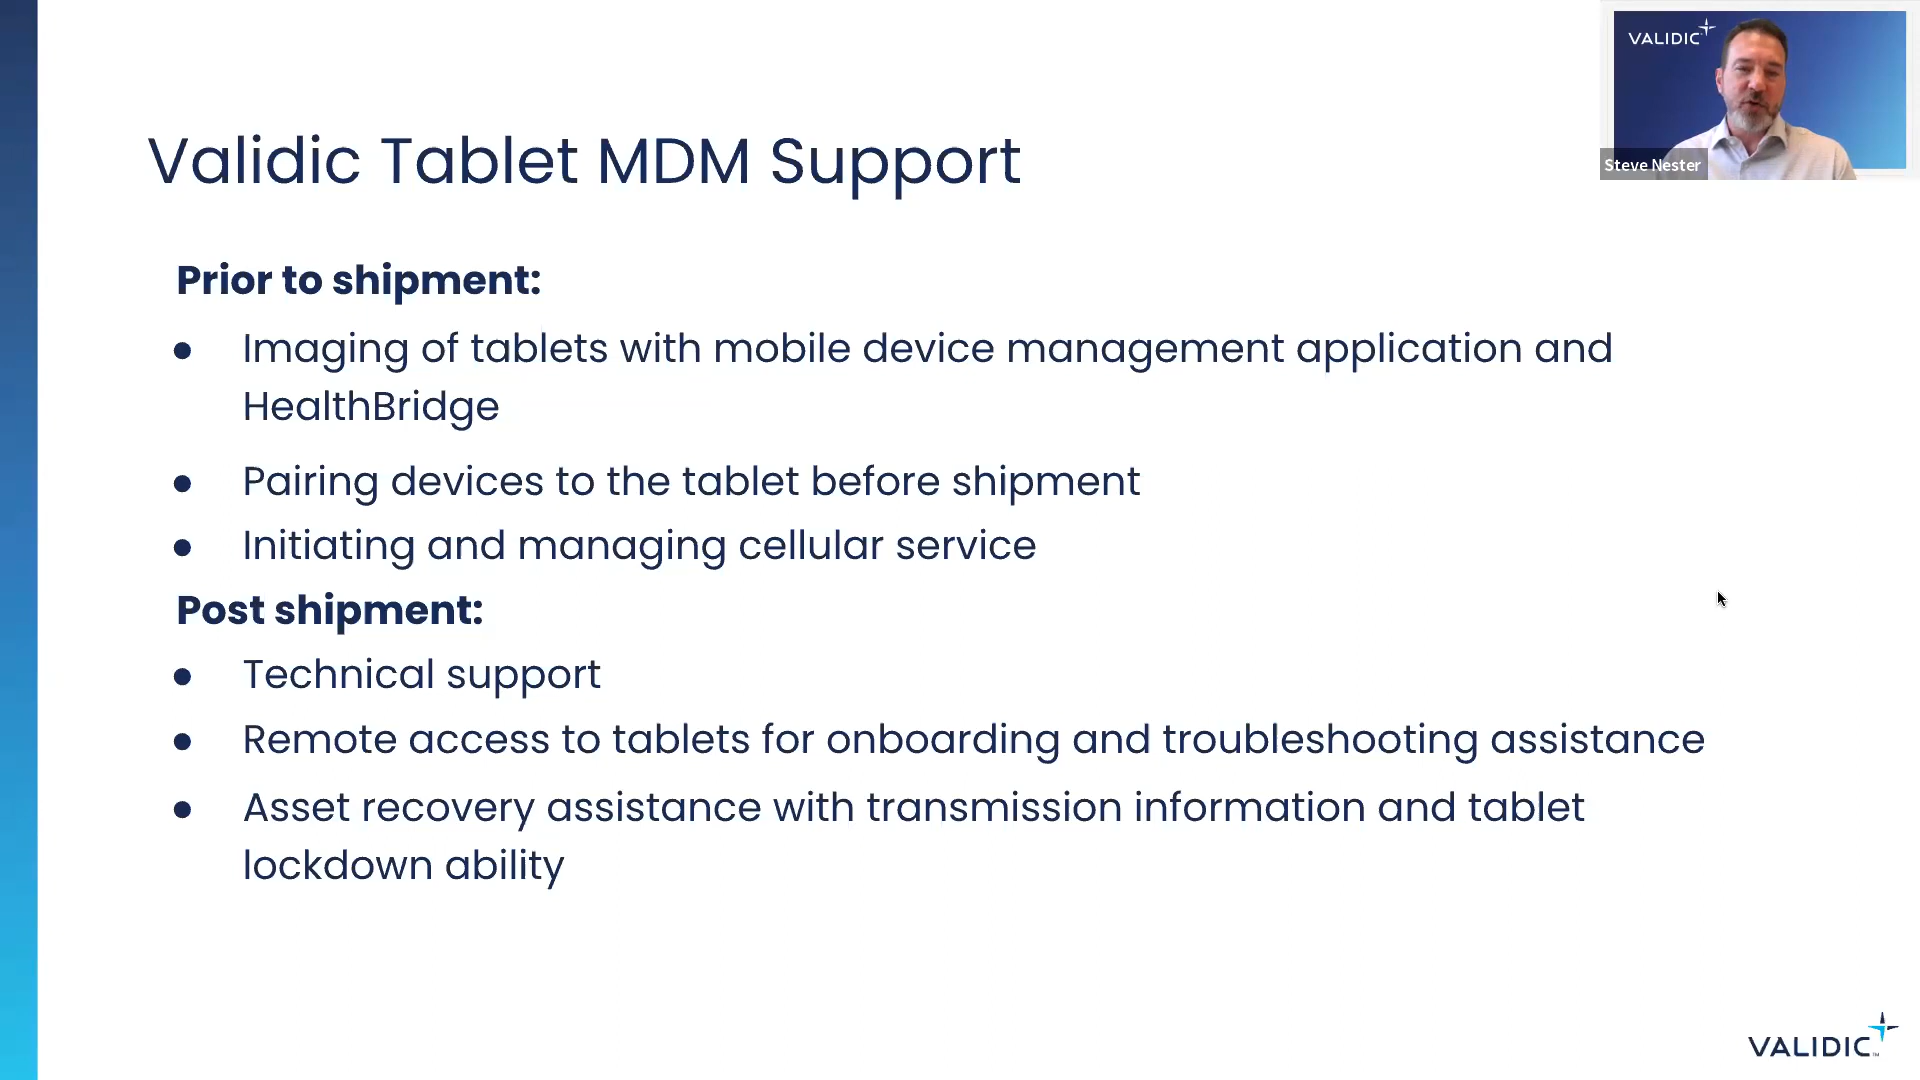 VALIDIC
Steve Nester
Validic Tablet MDM Support
Prior to shipment:
● Imaging of tablets with mobile device management application and
HealthBridge
● Pairing devices to the tablet before shipment
● Initiating and managing cellular service
Post shipment:
● Technical support
● Remote access to tablets for onboarding and troubleshooting assistance
● Asset recovery assistance with transmission information and tablet
lockdown ability
VALIDIC™